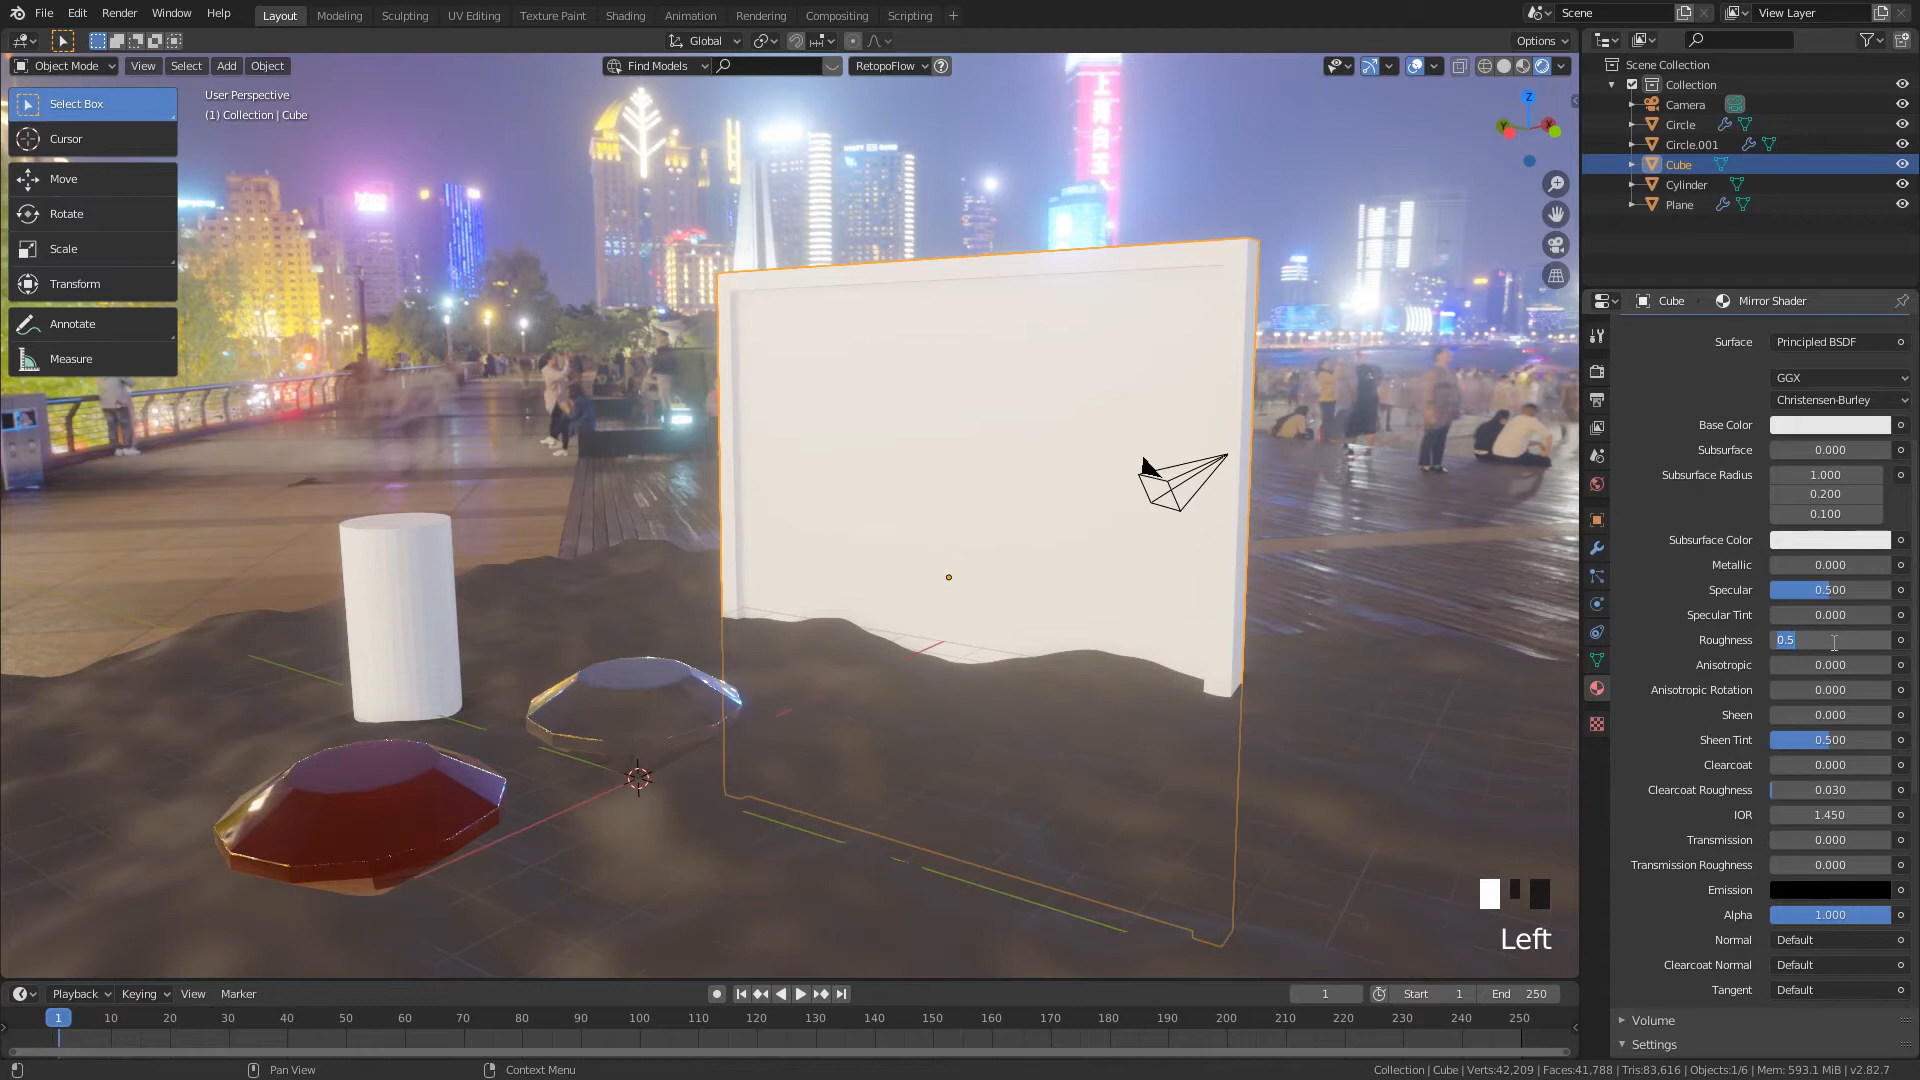 File Edit Render Window Help
Layout Modeling Sculpting UV Editing Texture Paint Shading Animation Rendering Compositing Scripting +
Scene
View Layer
Global
Options
Object Mode View Select Add Object
Find Models
RetopoFlow
User Perspective
(1) Collection | Cube
Select Box
Cursor
Move
Rotate
Scale
Transform
Annotate
Measure
Z
Y
X
上海白玉
Scene Collection
Collection
Camera
Circle
Circle.001
Cube
Cylinder
Plane
Cube Mirror Shader
Surface Principled BSDF
GGX
Christensen-Burley
Base Color
Subsurface 0.000
Subsurface Radius 1.000
0.200
0.100
Subsurface Color
Metallic 0.000
Specular 0.500
Specular Tint 0.000
Roughness 0.5
Anisotropic 0.000
Anisotropic Rotation 0.000
Sheen 0.000
Sheen Tint 0.500
Clearcoat 0.000
Clearcoat Roughness 0.030
IOR 1.450
Transmission 0.000
Transmission Roughness 0.000
Emission
Alpha 1.000
Normal Default
Clearcoat Normal Default
Tangent Default
Volume
Settings
Left
Playback Keying View Marker
1 Start 1 End 250
1 10 20 30 40 50 60 70 80 90 100 110 120 130 140 150 160 170 180 190 200 210 220 230 240 250
Pan View
Context Menu
Collection | Cube | Verts:42,209 | Faces:41,788 | Tris:83,616 | Objects:1/6 | Mem: 593.1 MiB | v2.82.7